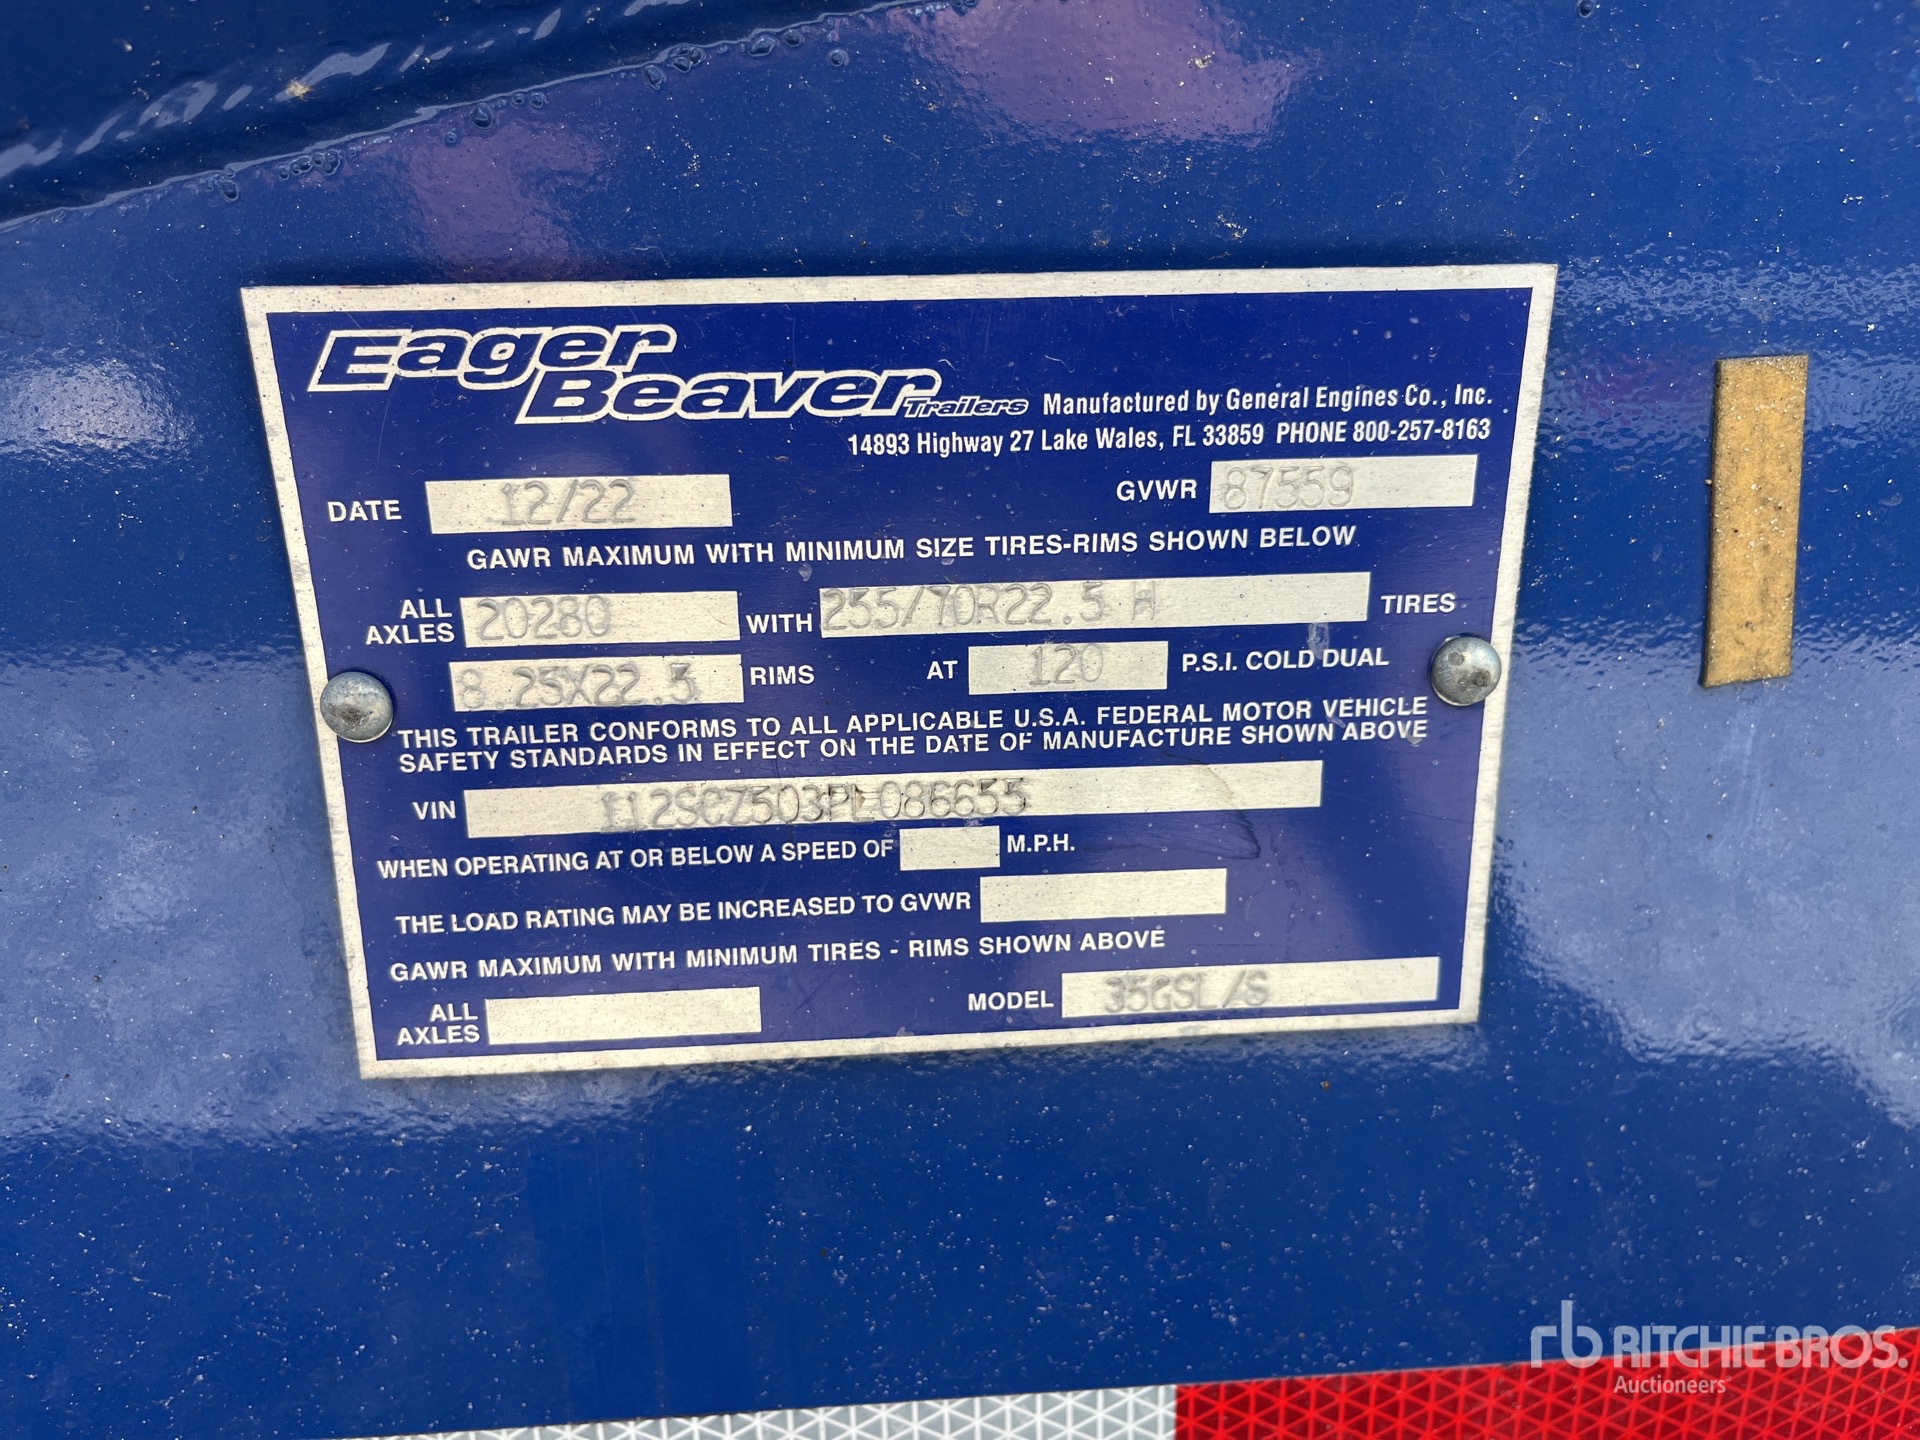 Eager
Beaver Trailers Manufactured by General Engines Co., Inc.
14893 Highway 27 Lake Wales, FL 33859 PHONE 800-257-8163
DATE 12/22 GVWR 87559
GAWR MAXIMUM WITH MINIMUM SIZE TIRES-RIMS SHOWN BELOW
ALL AXLES 20280 WITH 255/70R22.5 H TIRES
8.25X22.5 RIMS AT 120 P.S.I. COLD DUAL
THIS TRAILER CONFORMS TO ALL APPLICABLE U.S.A. FEDERAL MOTOR VEHICLE
SAFETY STANDARDS IN EFFECT ON THE DATE OF MANUFACTURE SHOWN ABOVE
VIN 112SCZ503PL086655
WHEN OPERATING AT OR BELOW A SPEED OF M.P.H.
THE LOAD RATING MAY BE INCREASED TO GVWR
GAWR MAXIMUM WITH MINIMUM TIRES - RIMS SHOWN ABOVE
ALL AXLES MODEL 35GSL/S
rb RITCHIE BROS.
Auctioneers